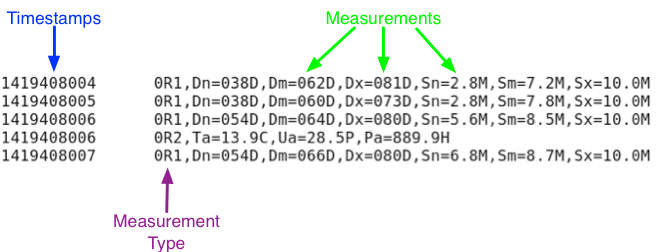 Timestamps Measurements
1419408004 0R1,Dn=038D,Dm=062D,Dx=081D,Sn=2.8M,Sm=7.2M,Sx=10.0M
1419408005 0R1,Dn=038D,Dm=060D,Dx=073D,Sn=2.8M,Sm=7.8M,Sx=10.0M
1419408006 0R1,Dn=054D,Dm=064D,Dx=080D,Sn=5.6M,Sm=8.5M,Sx=10.0M
1419408006 0R2,Ta=13.9C,Ua=28.5P,Pa=889.9H
1419408007 0R1,Dn=054D,Dm=066D,Dx=080D,Sn=6.8M,Sm=8.7M,Sx=10.0M
Measurement
Type